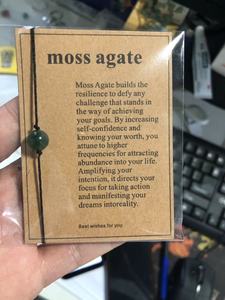 moss agate
Moss Agate builds the
resilience to defy any
challenge that stands in
the way of achieving
your goals. By increasing
self-confidence and
knowing your worth, you
attune to higher
frequencies for attracting
abundance into your life.
Amplifying your
intention, it directs your
focus for taking action
and manifesting your
dreams intoreality.
Best wishes for you